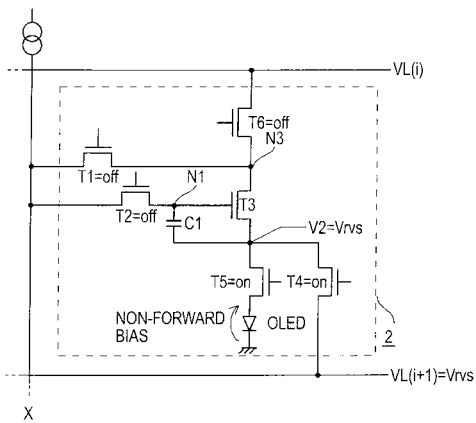 VL(i)
T6=off
N3
T1=off
N1
T2=off
C1
T3
V2=Vrvs
T5=on
T4=on
NON-FORWARD
BIAS
OLED
2
VL(i+1)=Vrvs
X